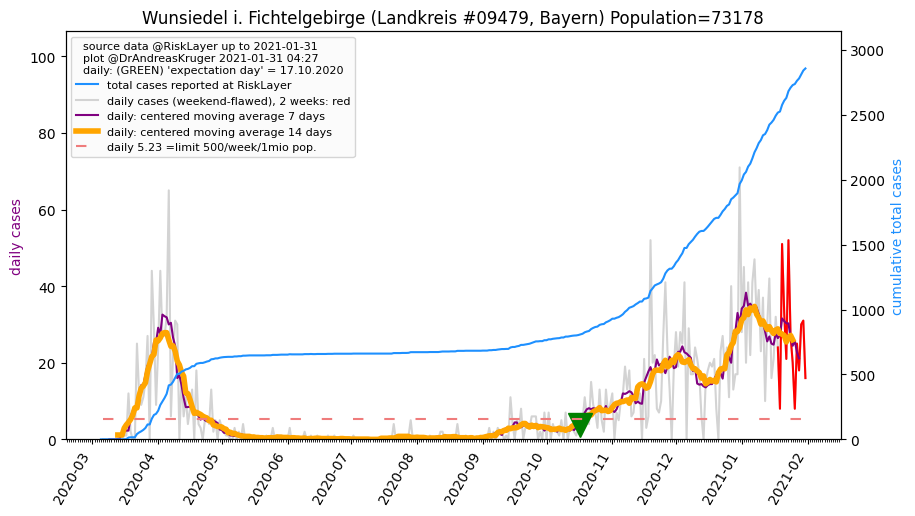 Wunsiedel i. Fichtelgebirge (Landkreis #09479, Bayern) Population=73178
source data @RiskLayer up to 2021-01-31
plot @DrAndreasKruger 2021-01-31 04:27
daily: (GREEN) 'expectation day' = 17.10.2020
total cases reported at RiskLayer
daily cases (weekend-flawed), 2 weeks: red
daily: centered moving average 7 days
daily: centered moving average 14 days
daily 5.23 =limit 500/week/1mio pop.
daily cases
100
80
60
40
20
0
cumulative total cases
3000
2500
2000
1500
1000
500
0
2020-03
2020-04
2020-05
2020-06
2020-07
2020-08
2020-09
2020-10
2020-11
2020-12
2021-01
2021-02